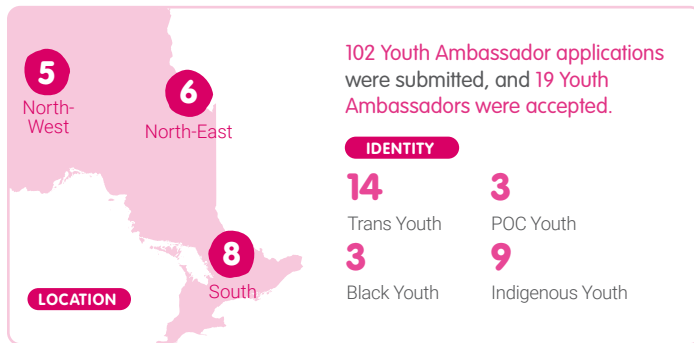 5
North-
West
6
North-East
8
South
LOCATION
102 Youth Ambassador applications
were submitted, and 19 Youth
Ambassadors were accepted.
IDENTITY
14
Trans Youth
3
POC Youth
3
Black Youth
9
Indigenous Youth